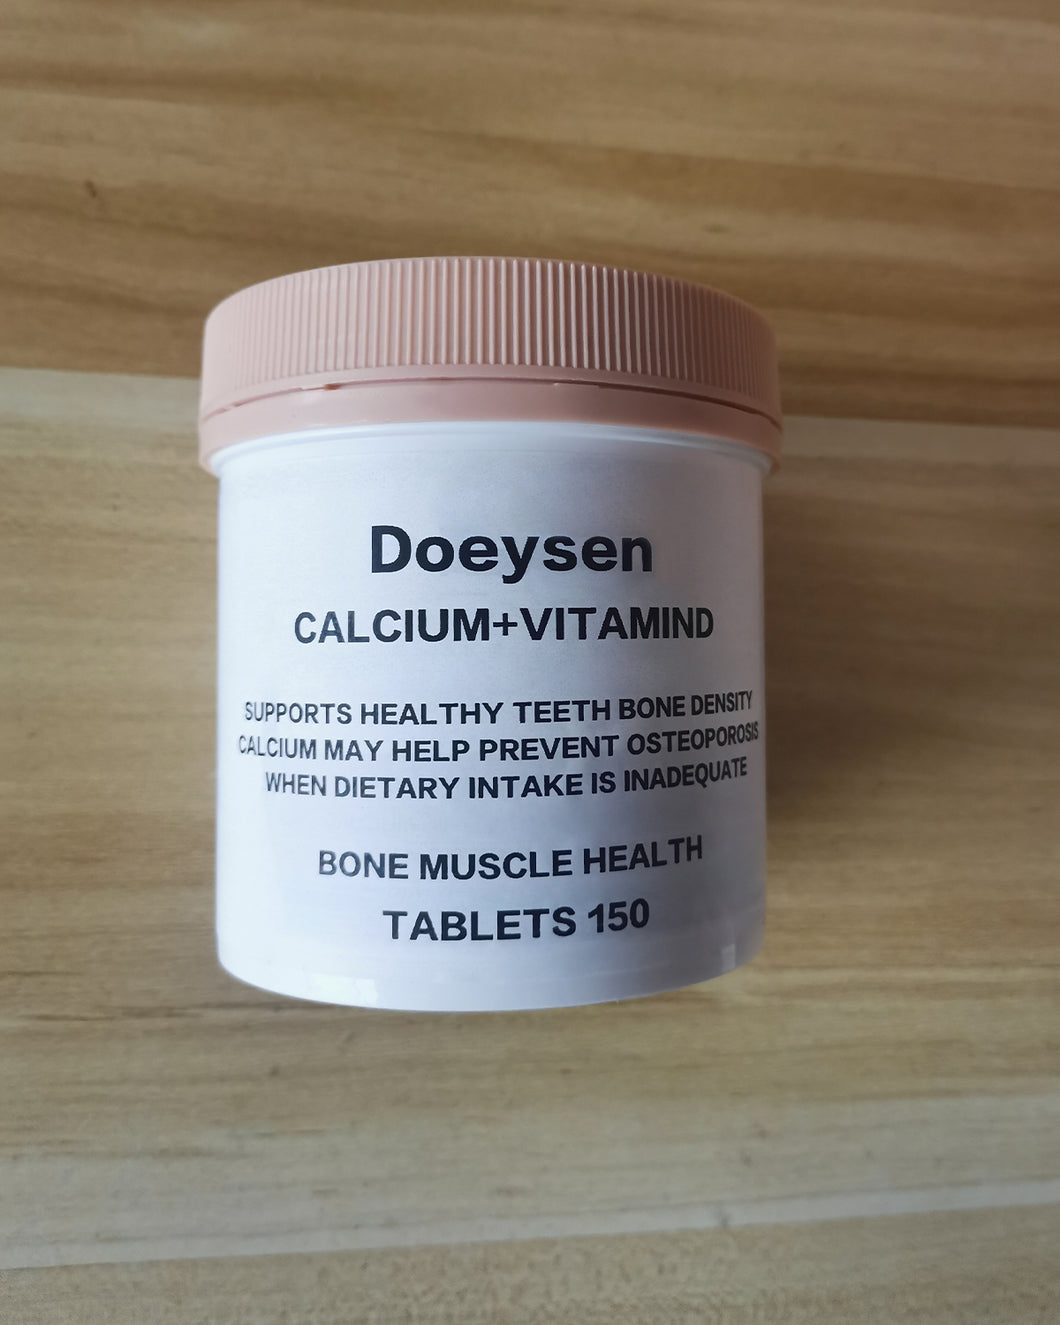 Doeysen
CALCIUM+VITAMIND
SUPPORTS HEALTHY TEETH BONE DENSITY
CALCIUM MAY HELP PREVENT OSTEOPOROSIS
WHEN DIETARY INTAKE IS INADEQUATE
BONE MUSCLE HEALTH
TABLETS 150